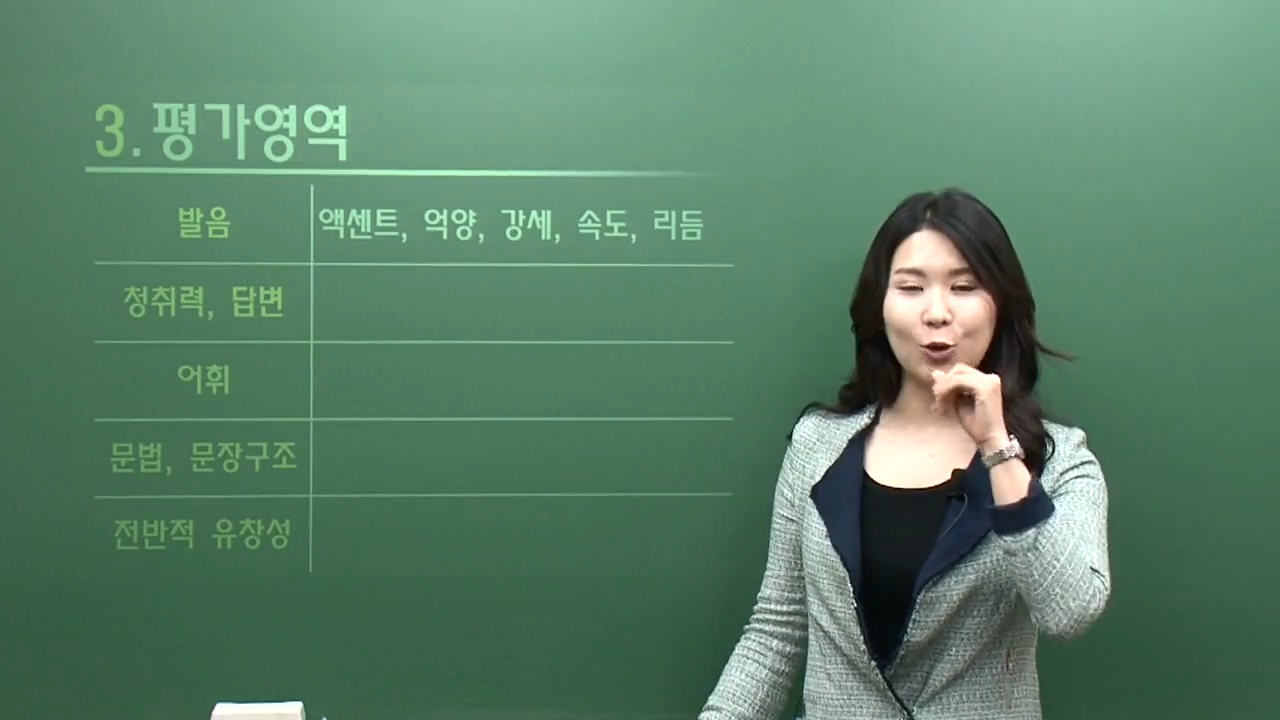 3. 평가영역
발음 액센트, 억양, 강세, 속도, 리듬
청취력, 답변
어휘
문법, 문장구조
전반적 유창성